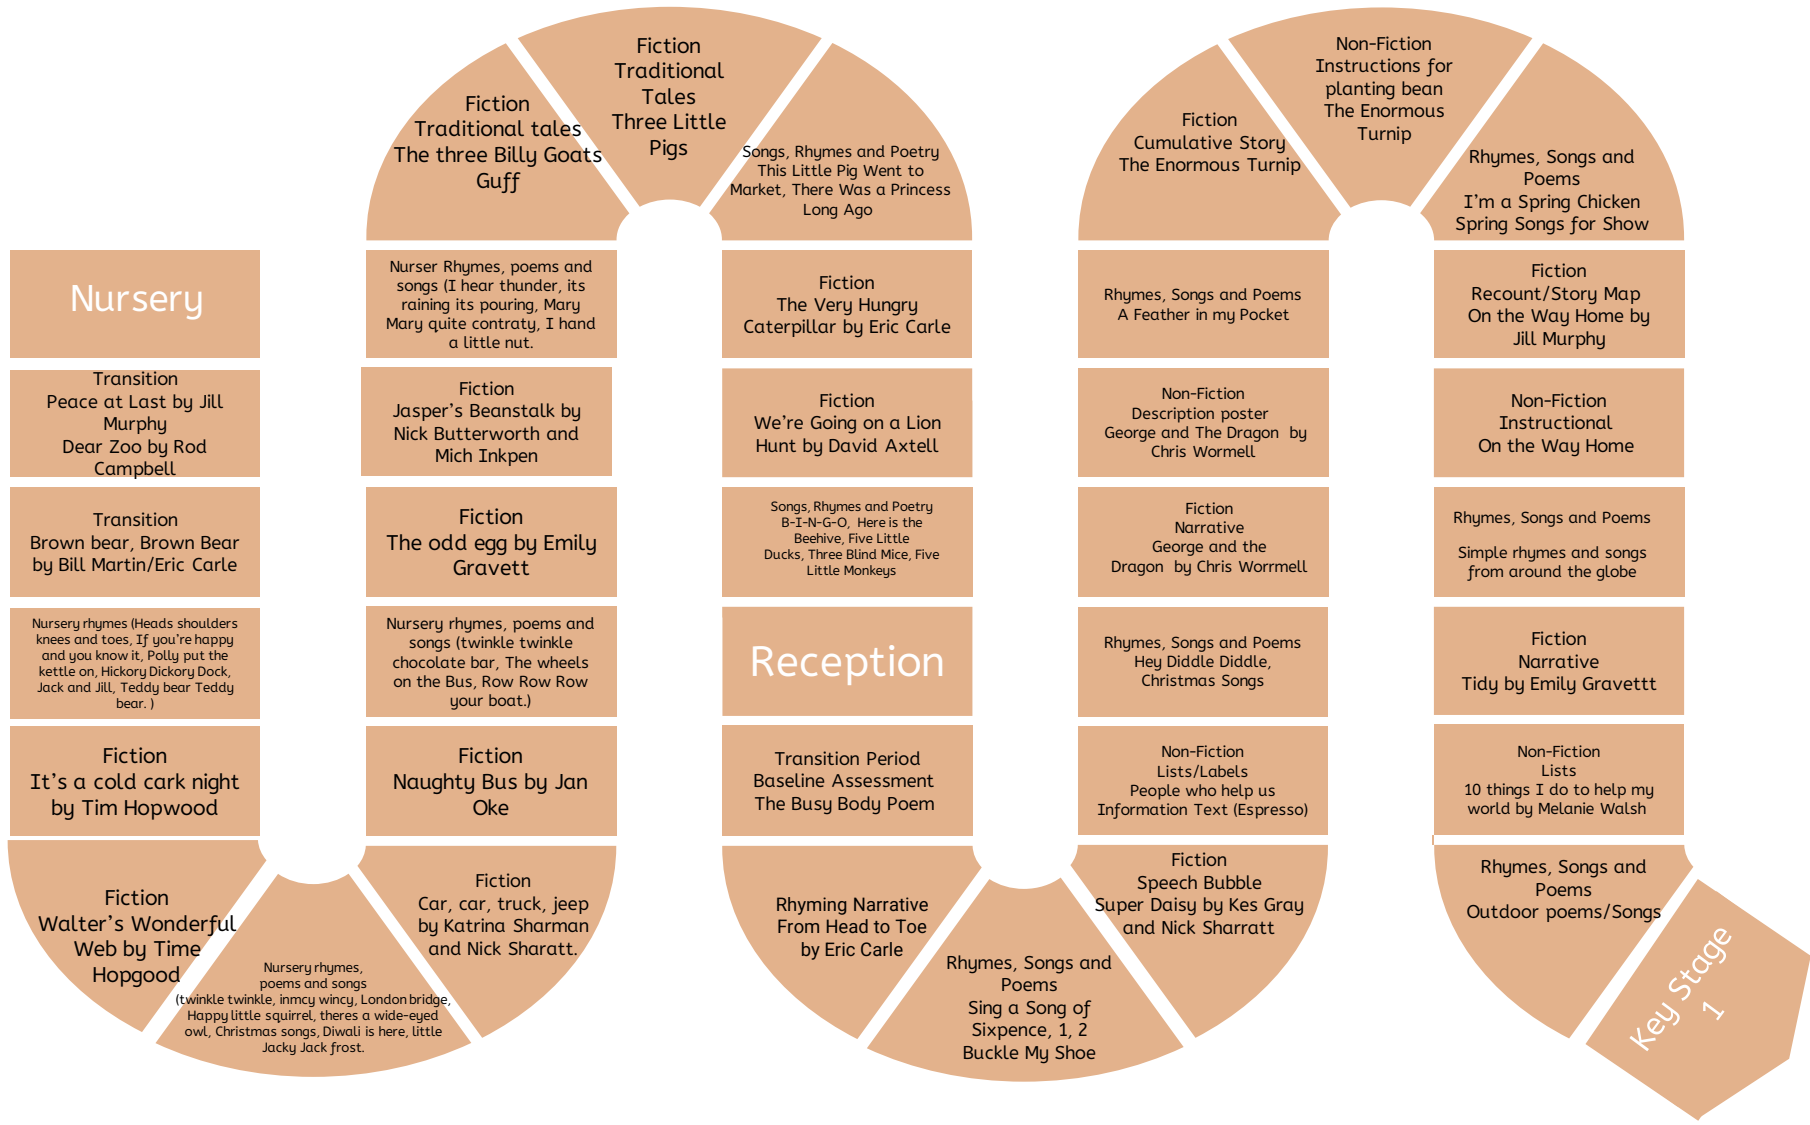 Nursery
Transition
Peace at Last by Jill
Murphy
Dear Zoo by Rod
Campbell
Transition
Brown bear, Brown Bear
by Bill Martin/Eric Carle
Nursery rhymes (Heads shoulders
knees and toes, If you're happy
and you know it, Polly put the
kettle on, Hickory Dickory Dock,
Jack and Jill, Teddy bear Teddy
bear. )
Fiction
It's a cold cark night
by Tim Hopwood
Fiction
Walter's Wonderful
Web by Time
Hopgood
Nursery rhymes,
poems and songs
(twinkle twinkle, inmcy wincy, London bridge,
Happy little squirrel, theres a wide-eyed
owl, Christmas songs, Diwali is here, little
Jacky Jack frost.
Fiction
Car, car, truck, jeep
by Katrina Sharman
and Nick Sharatt.
Fiction
Naughty Bus by Jan
Oke
Nursery rhymes, poems and
songs (twinkle twinkle
chocolate bar, The wheels
on the Bus, Row Row Row
your boat.)
Fiction
The odd egg by Emily
Gravett
Fiction
Jasper's Beanstalk by
Nick Butterworth and
Mich Inkpen
Nurser Rhymes, poems and
songs (I hear thunder, its
raining its pouring, Mary
Mary quite contraty, I hand
a little nut.
Fiction
Traditional tales
The three Billy Goats
Guff
Fiction
Traditional
Tales
Three Little
Pigs
Songs, Rhymes and Poetry
This Little Pig Went to
Market, There Was a Princess
Long Ago
Fiction
The Very Hungry
Caterpillar by Eric Carle
Fiction
We're Going on a Lion
Hunt by David Axtell
Songs, Rhymes and Poetry
B-I-N-G-O, Here is the
Beehive, Five Little
Ducks, Three Blind Mice, Five
Little Monkeys
Reception
Transition Period
Baseline Assessment
The Busy Body Poem
Rhyming Narrative
From Head to Toe
by Eric Carle
Rhymes, Songs and
Poems
Sing a Song of
Sixpence, 1, 2
Buckle My Shoe
Fiction
Speech Bubble
Super Daisy by Kes Gray
and Nick Sharratt
Non-Fiction
Lists/Labels
People who help us
Information Text (Espresso)
Rhymes, Songs and Poems
Hey Diddle Diddle,
Christmas Songs
Fiction
Narrative
George and the
Dragon by Chris Worrmell
Non-Fiction
Description poster
George and The Dragon by
Chris Wormell
Rhymes, Songs and Poems
A Feather in my Pocket
Fiction
Cumulative Story
The Enormous Turnip
Non-Fiction
Instructions for
planting bean
The Enormous
Turnip
Rhymes, Songs and
Poems
I'm a Spring Chicken
Spring Songs for Show
Fiction
Recount/Story Map
On the Way Home by
Jill Murphy
Non-Fiction
Instructional
On the Way Home
Rhymes, Songs and Poems
Simple rhymes and songs
from around the globe
Fiction
Narrative
Tidy by Emily Gravettt
Non-Fiction
Lists
10 things I do to help my
world by Melanie Walsh
Rhymes, Songs and
Poems
Outdoor poems/Songs
Key Stage
1